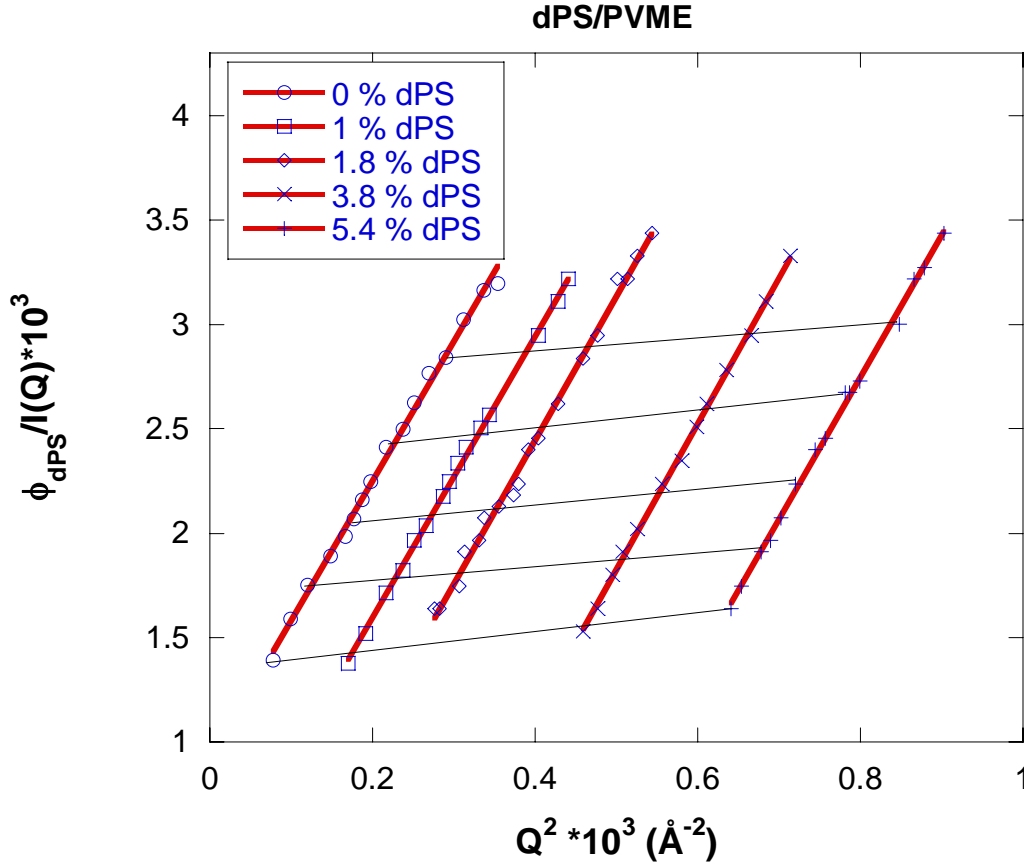 dPS/PVME
0 % dPS
1 % dPS
1.8 % dPS
3.8 % dPS
5.4 % dPS
4
3.5
3
2.5
2
1.5
1
ϕdPS/I(Q)*10³
0 0.2 0.4 0.6 0.8 1
Q² *10³ (Å⁻²)